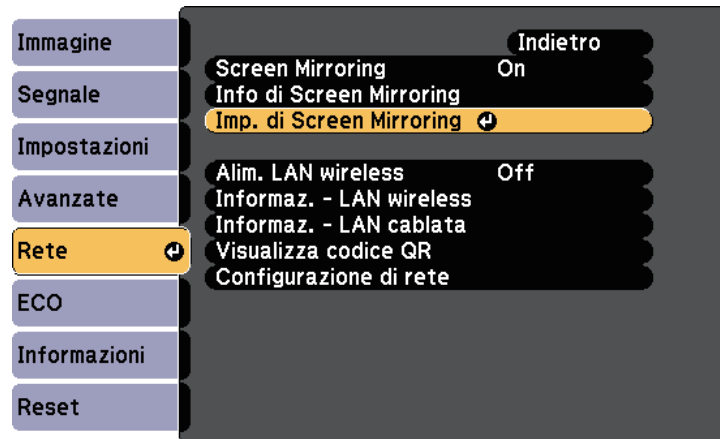 Immagine
Segnale
Impostazioni
Avanzate
Rete
ECO
Informazioni
Reset
Indietro
Screen Mirroring On
Info di Screen Mirroring
Imp. di Screen Mirroring
Alim. LAN wireless Off
Informaz. - LAN wireless
Informaz. - LAN cablata
Visualizza codice QR
Configurazione di rete